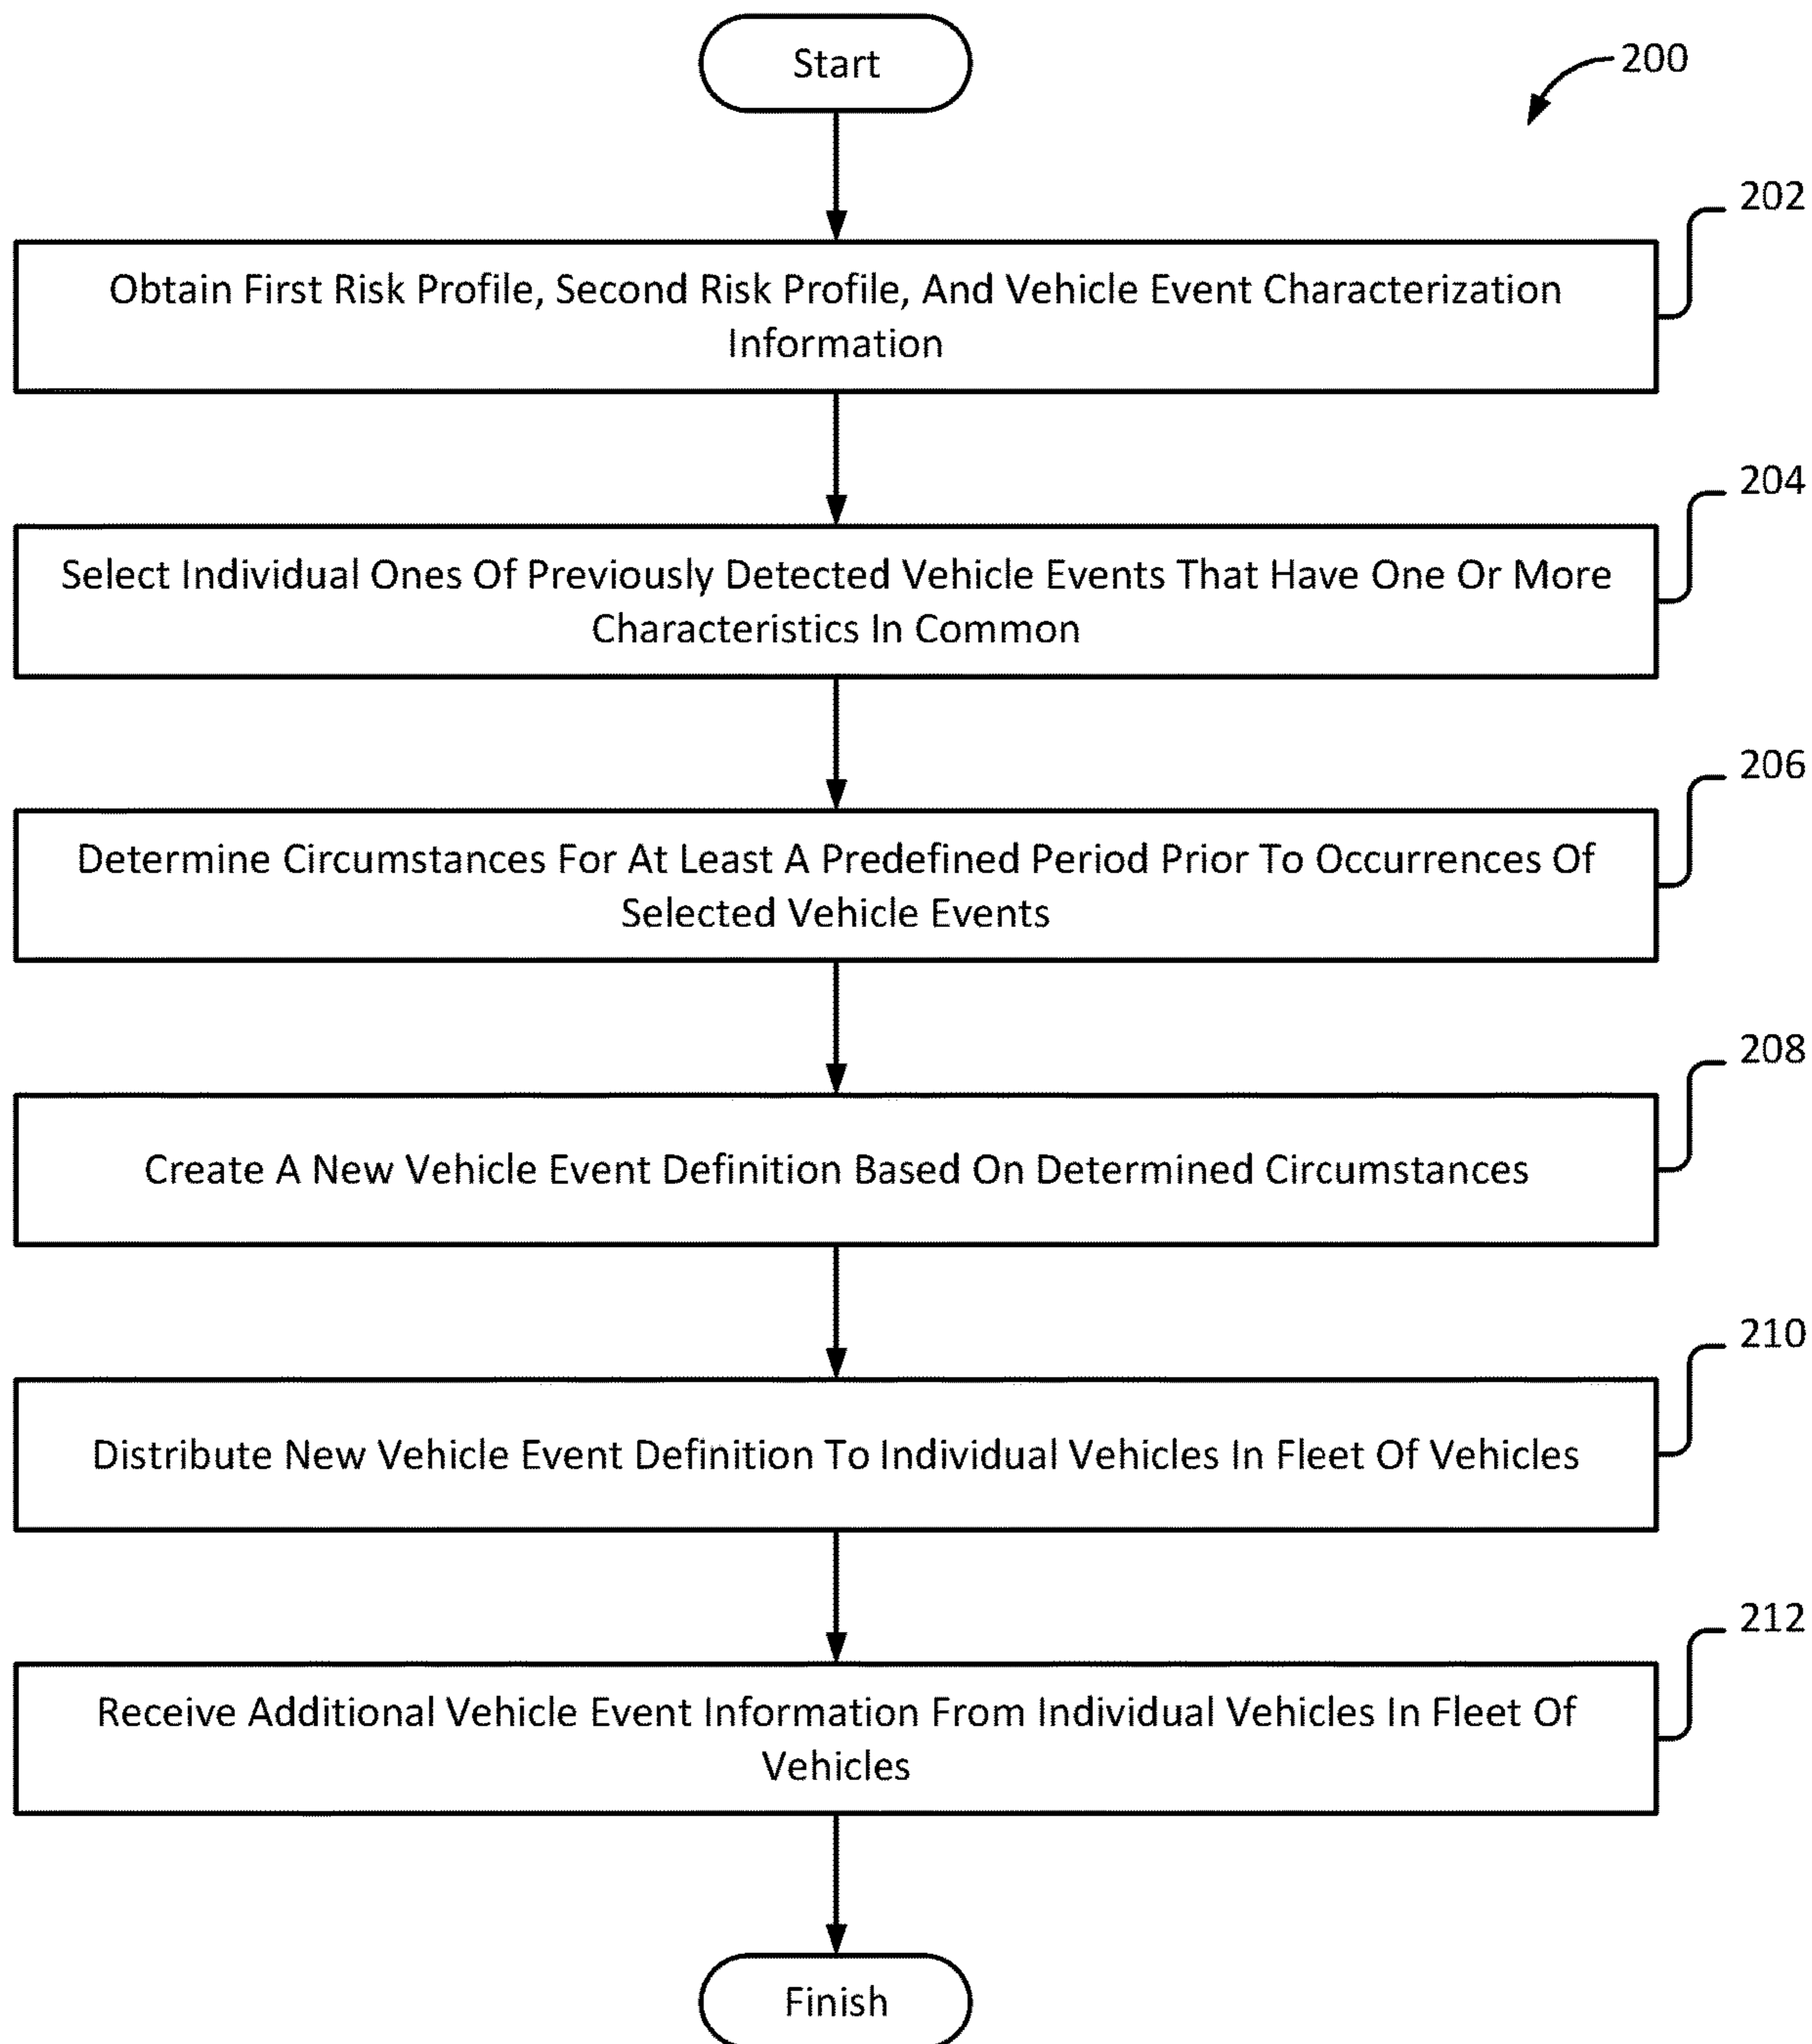 Start
200
202
Obtain First Risk Profile, Second Risk Profile, And Vehicle Event Characterization
Information
204
Select Individual Ones Of Previously Detected Vehicle Events That Have One Or More
Characteristics In Common
206
Determine Circumstances For At Least A Predefined Period Prior To Occurrences Of
Selected Vehicle Events
208
Create A New Vehicle Event Definition Based On Determined Circumstances
210
Distribute New Vehicle Event Definition To Individual Vehicles In Fleet Of Vehicles
212
Receive Additional Vehicle Event Information From Individual Vehicles In Fleet Of
Vehicles
Finish